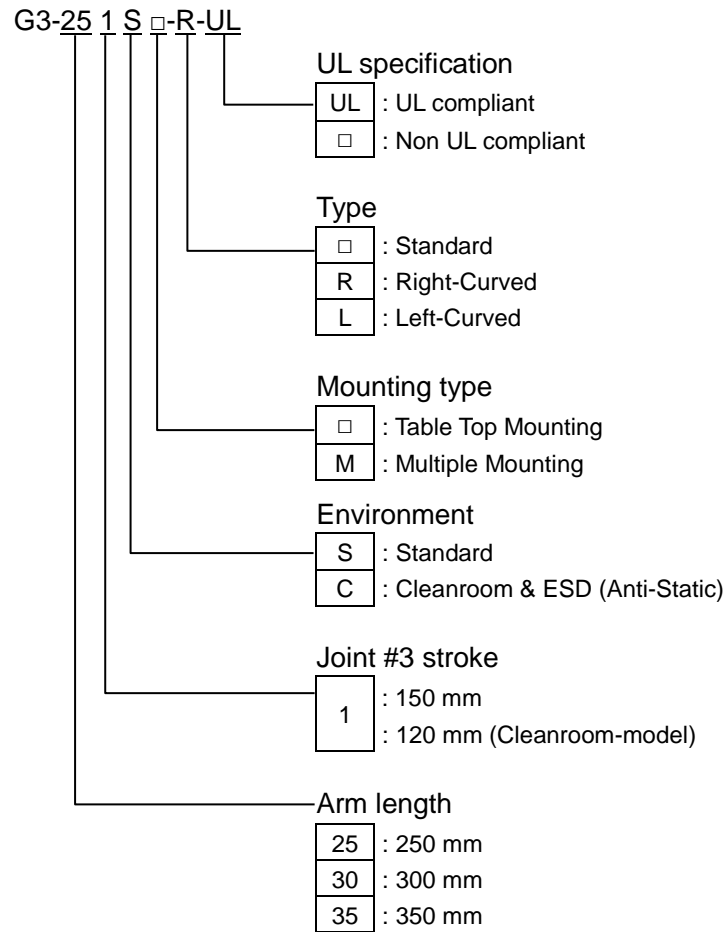 G3-25 1 S □-R-UL
UL specification
UL : UL compliant
□ : Non UL compliant
Type
□ : Standard
R : Right-Curved
L : Left-Curved
Mounting type
□ : Table Top Mounting
M : Multiple Mounting
Environment
S : Standard
C : Cleanroom & ESD (Anti-Static)
Joint #3 stroke
1 : 150 mm
: 120 mm (Cleanroom-model)
Arm length
25 : 250 mm
30 : 300 mm
35 : 350 mm